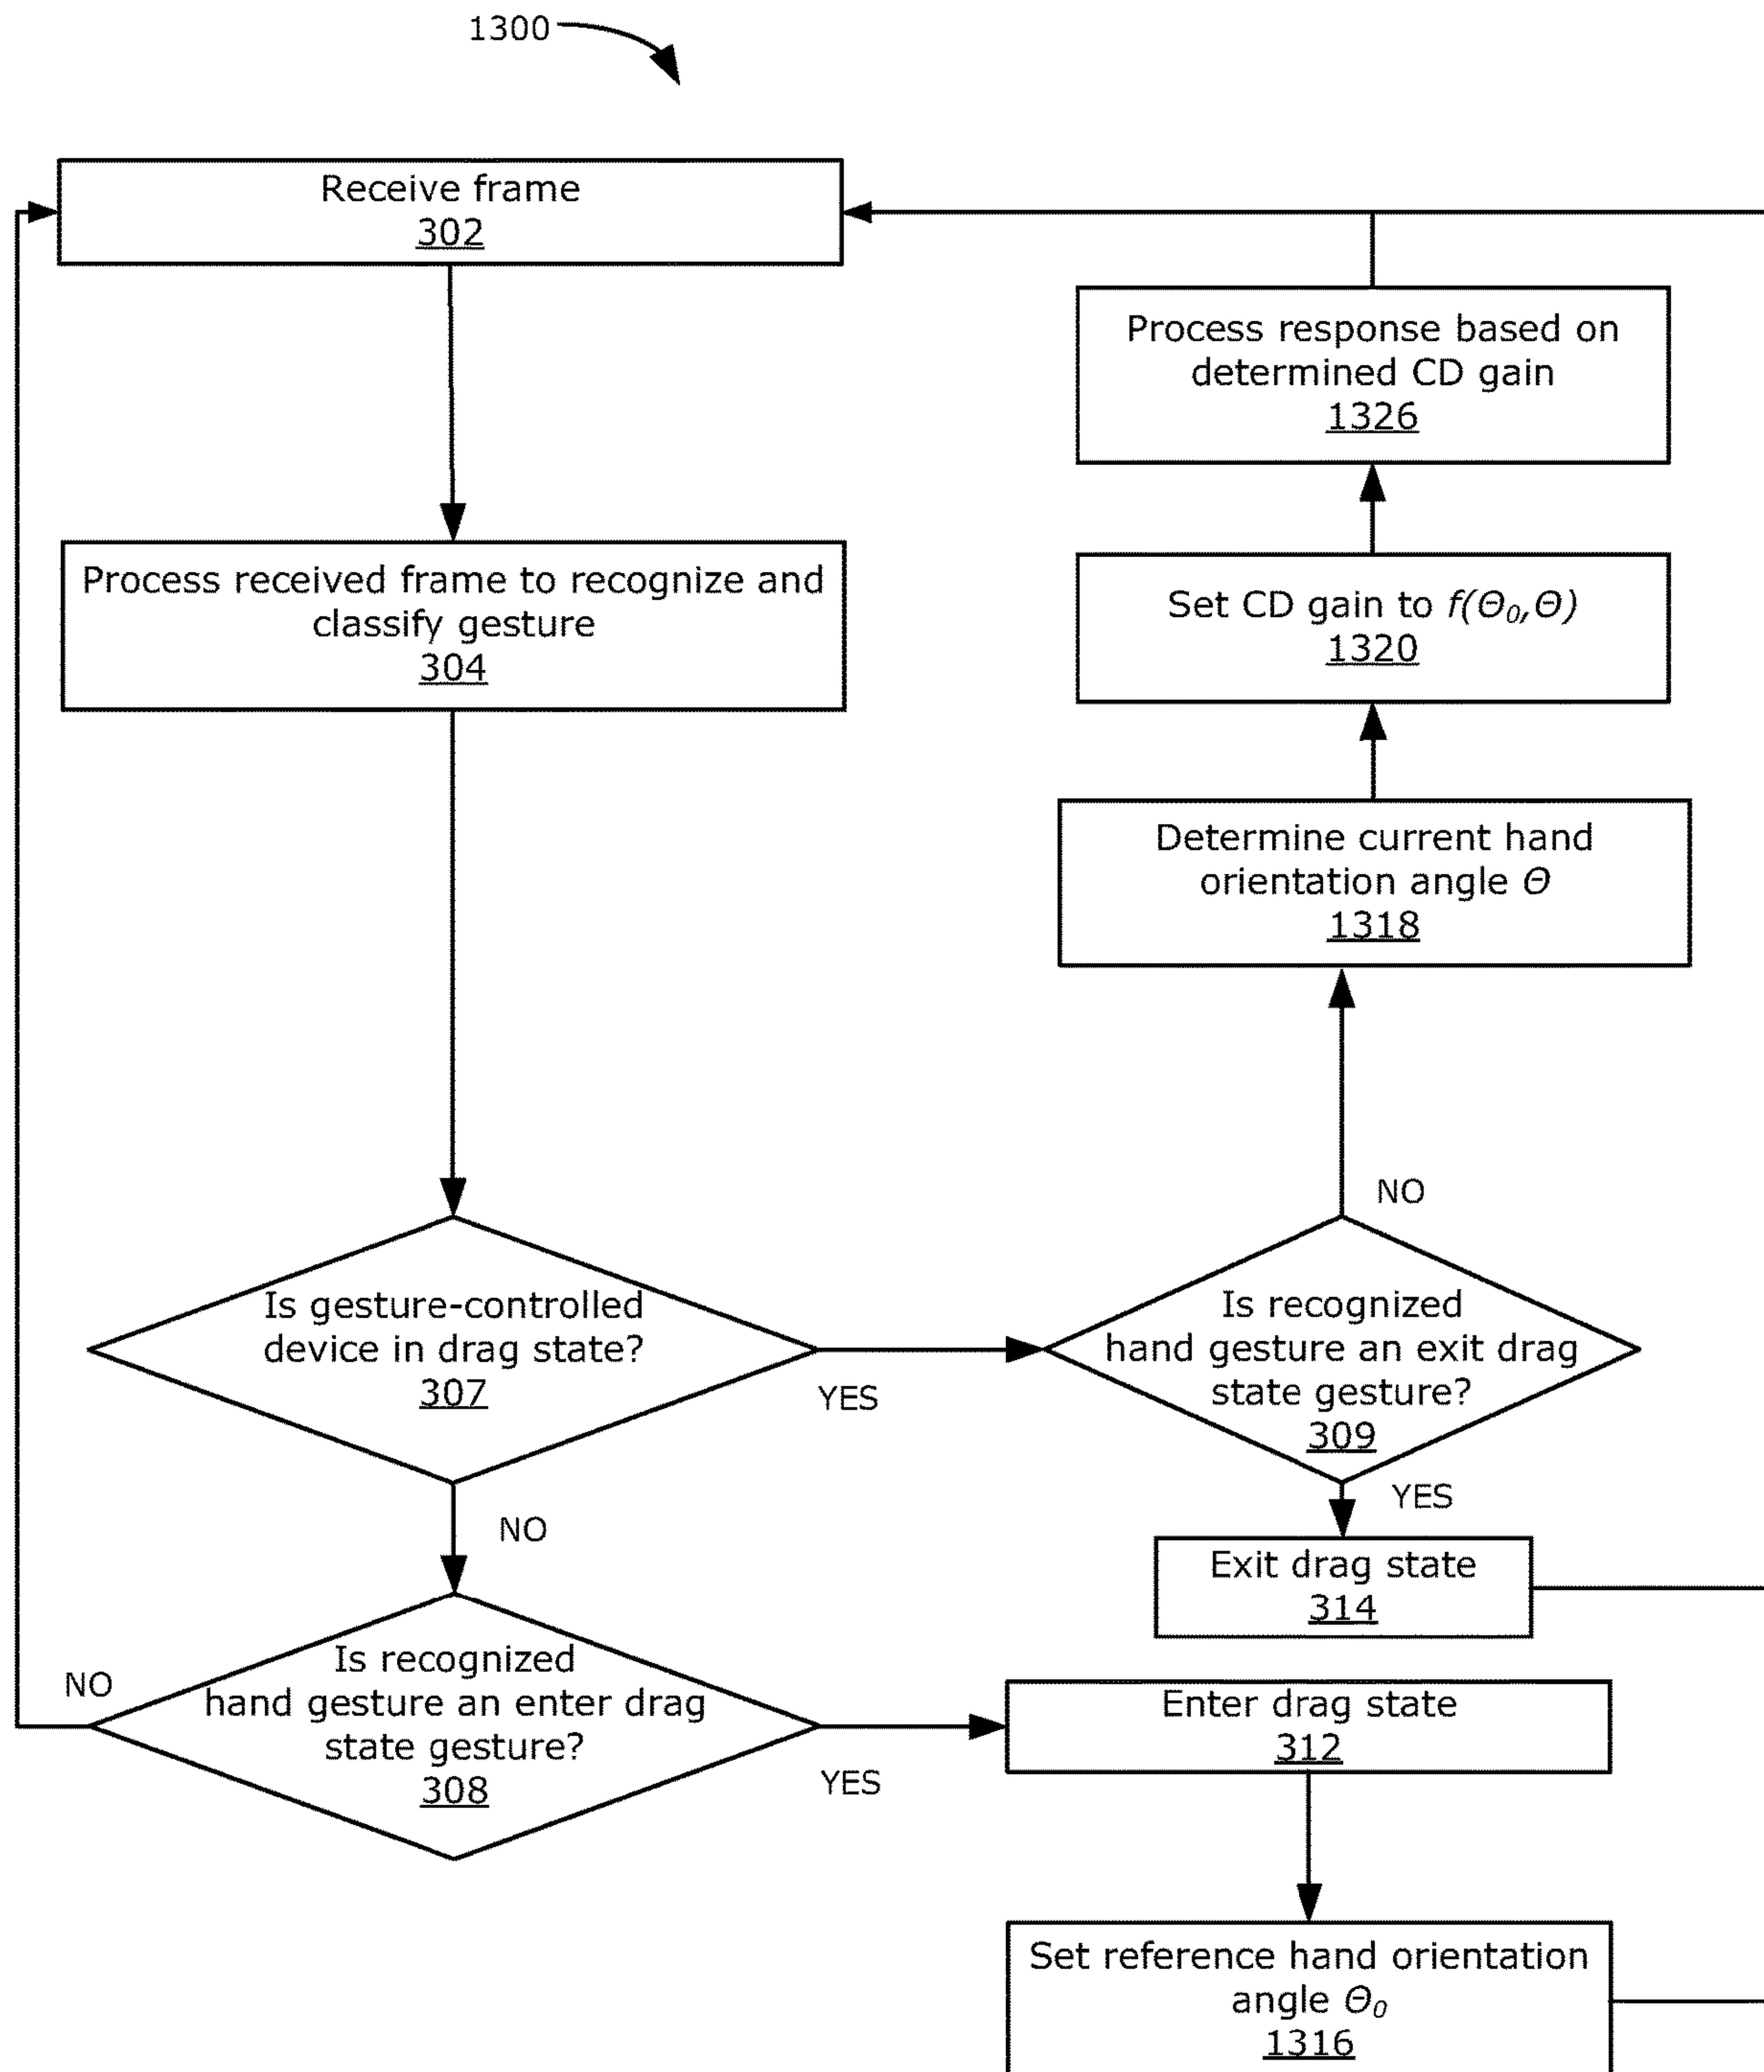 1300
Receive frame
302
Process received frame to recognize and
classify gesture
304
Is gesture-controlled
device in drag state?
307
YES
NO
Is recognized
hand gesture an enter drag
state gesture?
308
NO
YES
Process response based on
determined CD gain
1326
Set CD gain to f(Θ₀,Θ)
1320
Determine current hand
orientation angle Θ
1318
NO
Is recognized
hand gesture an exit drag
state gesture?
309
YES
Exit drag state
314
Enter drag state
312
Set reference hand orientation
angle Θ₀
1316